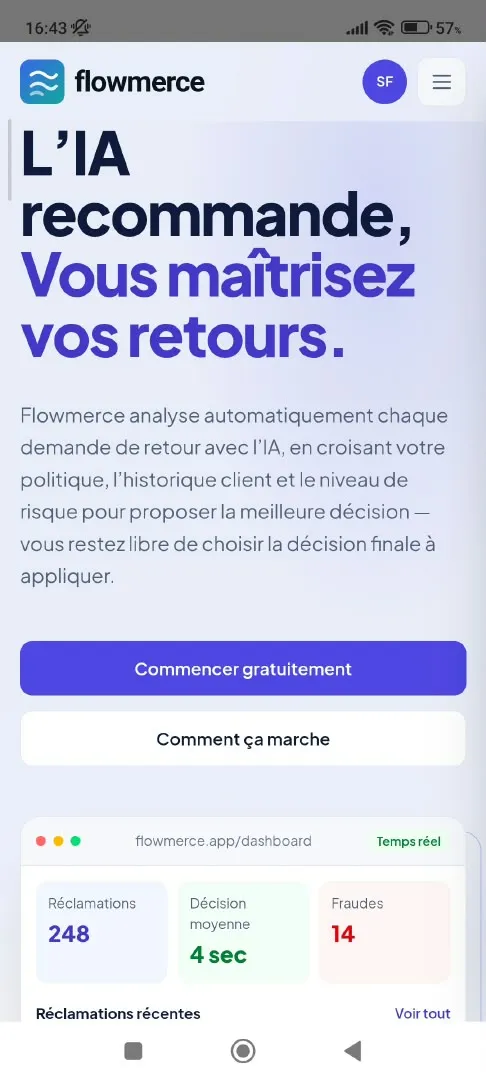 16:43
57%
flowmerce
SF
L’IA
recommande,
Vous maîtrisez
vos retours.
Flowmerce analyse automatiquement chaque
demande de retour avec l’IA, en croisant votre
politique, l’historique client et le niveau de
risque pour proposer la meilleure décision —
vous restez libre de choisir la décision finale à
appliquer.
Commencer gratuitement
Comment ça marche
flowmerce.app/dashboard
Temps réel
Réclamations
248
Décision
moyenne
4 sec
Fraudes
14
Réclamations récentes
Voir tout